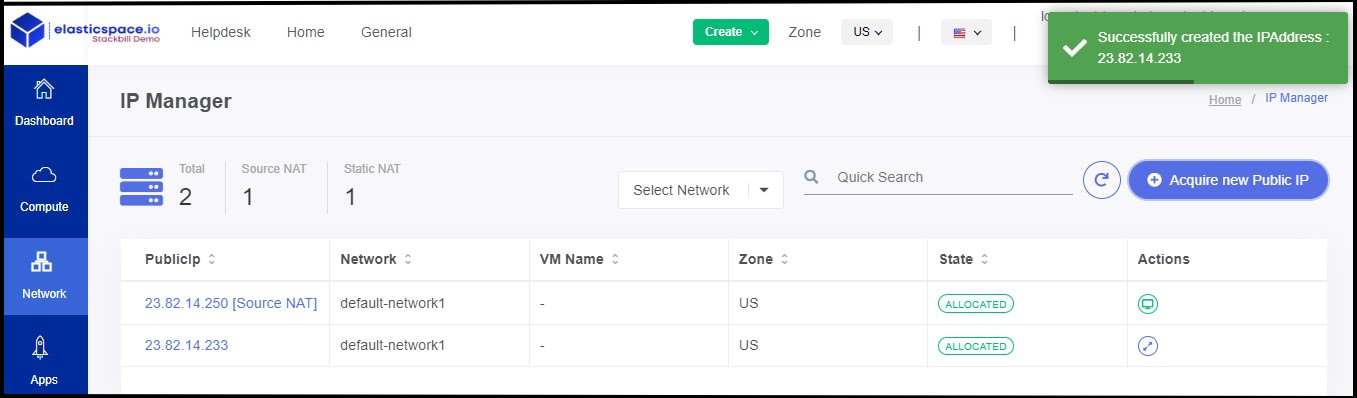 elasticspace.io
Stackbill Demo
Helpdesk
Home
General
Create
Zone
US
|
|
Successfully created the IPAddress :
23.82.14.233
Dashboard
Compute
Network
Apps
IP Manager
Home / IP Manager
Total
2
Source NAT
1
Static NAT
1
Select Network
Quick Search
Acquire new Public IP
PublicIp Network VM Name Zone State Actions
23.82.14.250 [Source NAT] default-network1 - US ALLOCATED
23.82.14.233 default-network1 - US ALLOCATED